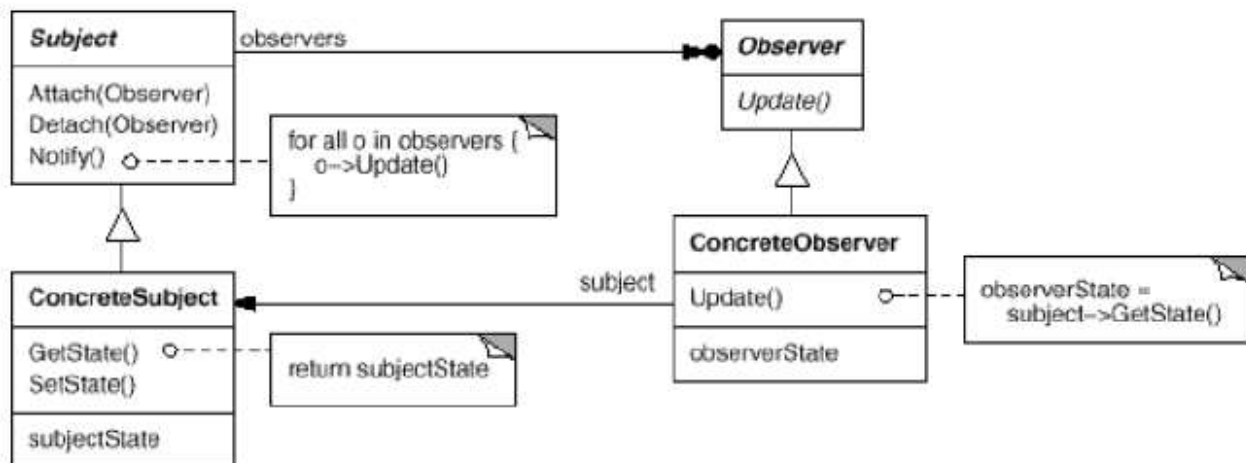 Subject
observers
Observer
Attach(Observer)
Detach(Observer)
Notify()
for all o in observers {
o->Update()
}
Update()
ConcreteSubject
GetState()
SetState()
subjectState
return subjectState
subject
ConcreteObserver
Update()
observerState
observerState =
subject->GetState()